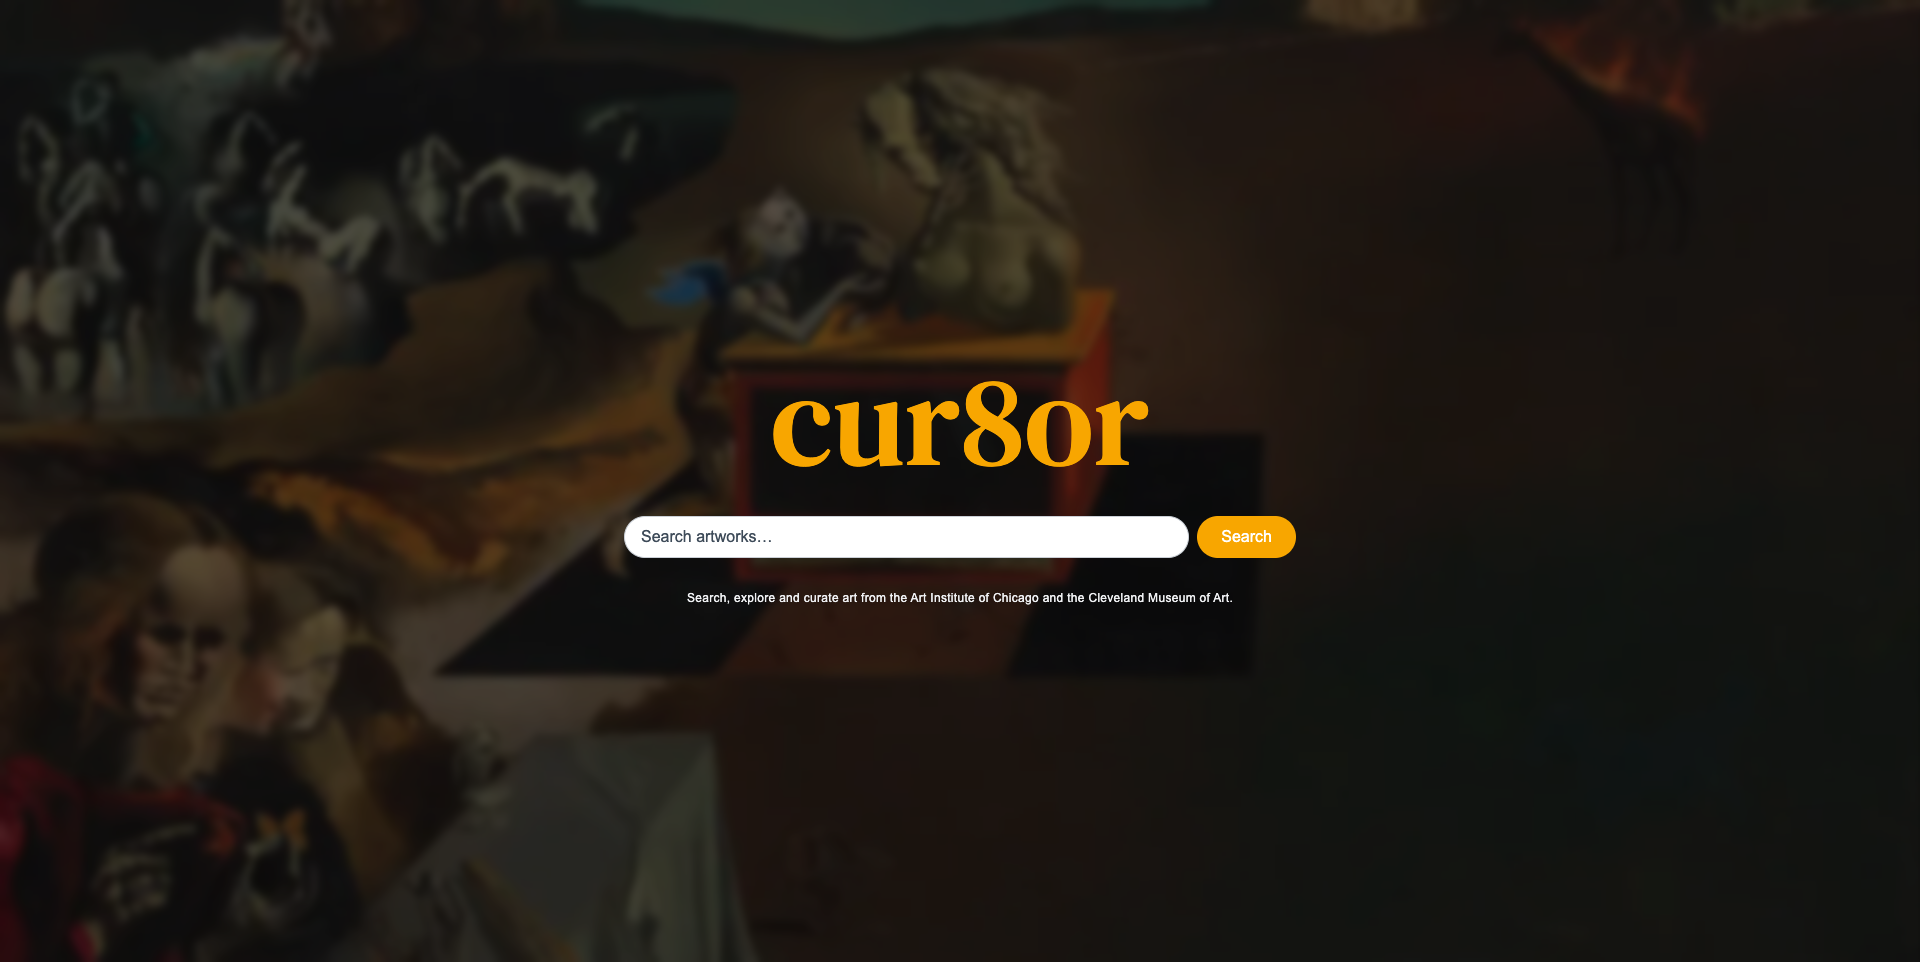 cur8or
Search artworks...
Search
Search, explore and curate art from the Art Institute of Chicago and the Cleveland Museum of Art.